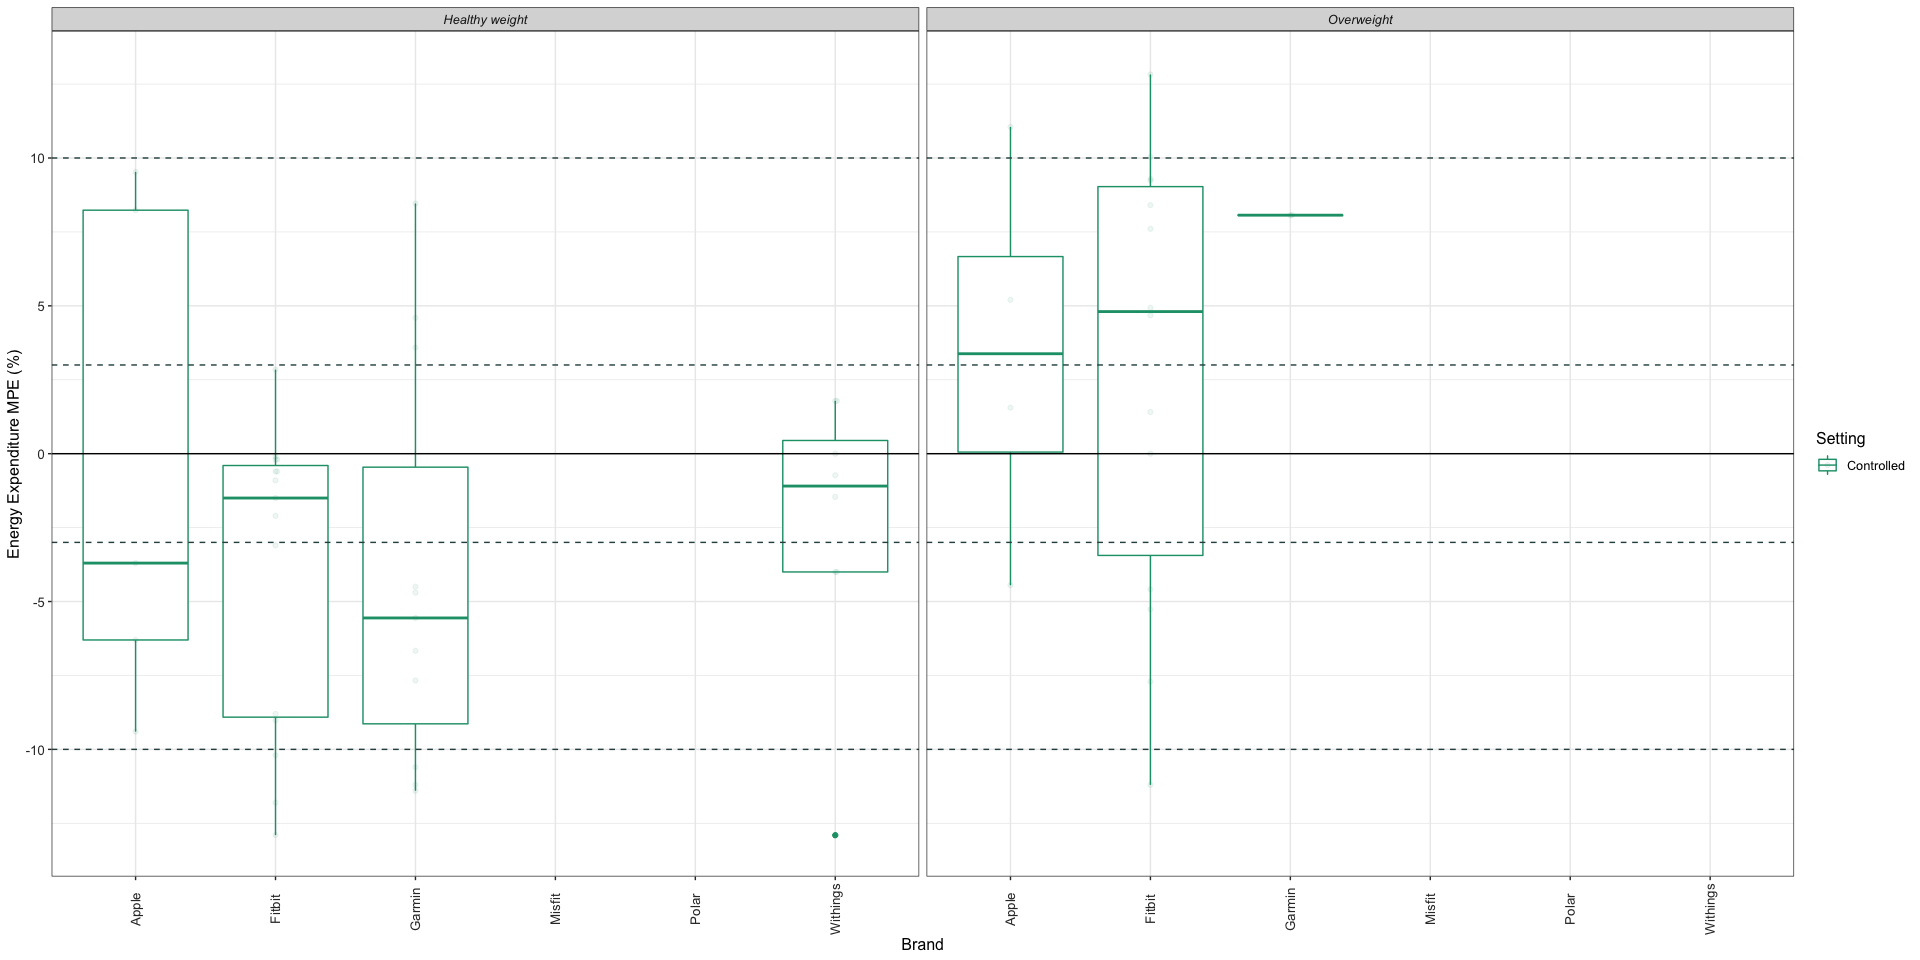 Healthy weight
Overweight
Energy Expenditure MPE (%)
10
5
0
-5
-10
Apple
Fitbit
Garmin
Misfit
Polar
Withings
Apple
Fitbit
Garmin
Misfit
Polar
Withings
Brand
Setting
Controlled